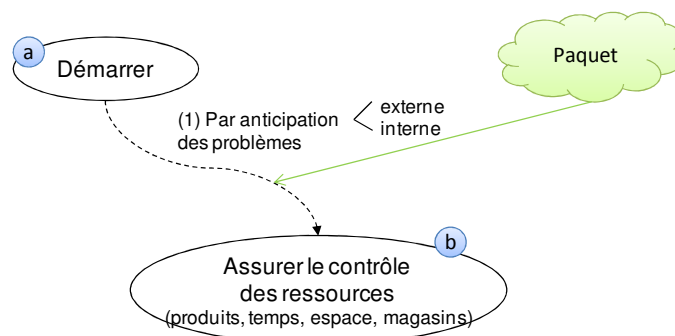 a
Démarrer
Paquet
(1) Par anticipation
des problèmes
externe
interne
b
Assurer le contrôle
des ressources
(produits, temps, espace, magasins)